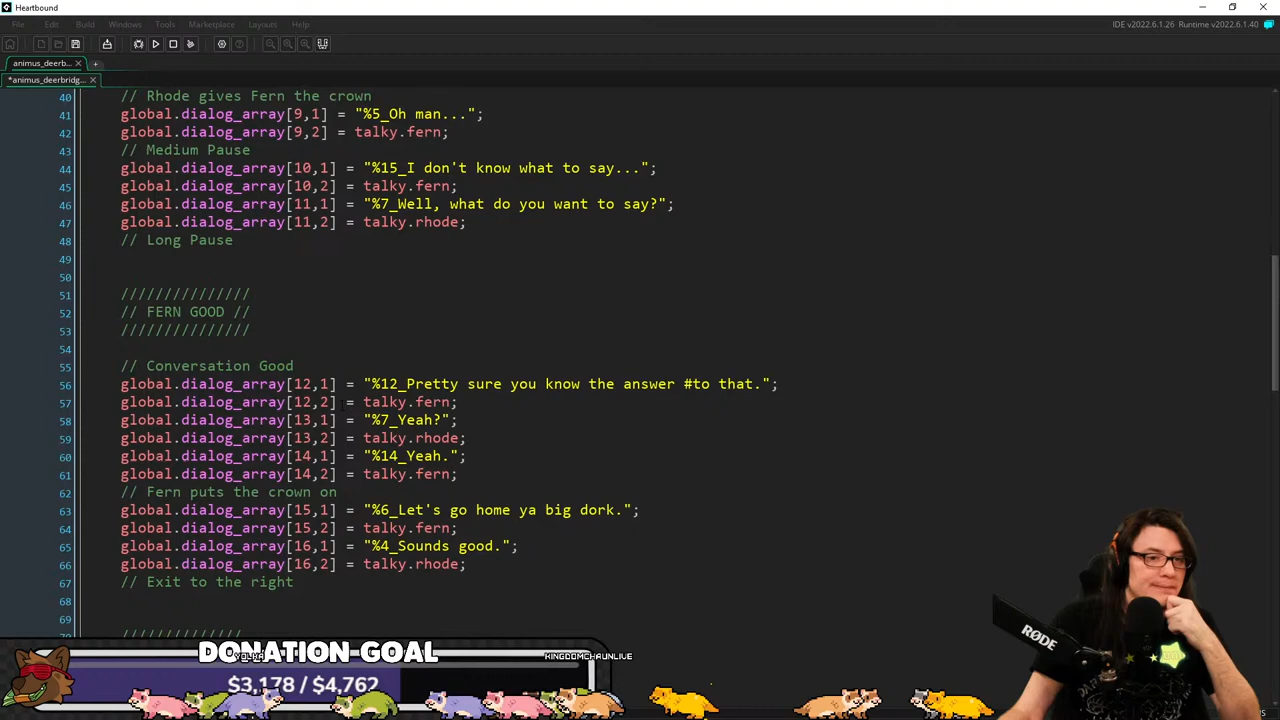 Heartbound
File Edit Build Windows Tools Marketplace Layouts Help
IDE v2022.6.1.26 Runtime v2022.6.1.40
animus_deerb...
*animus_deerbridg...
40 // Rhode gives Fern the crown
41 global.dialog_array[9,1] = "%5_Oh man...";
42 global.dialog_array[9,2] = talky.fern;
43 // Medium Pause
44 global.dialog_array[10,1] = "%15_I don't know what to say...";
45 global.dialog_array[10,2] = talky.fern;
46 global.dialog_array[11,1] = "%7_Well, what do you want to say?";
47 global.dialog_array[11,2] = talky.rhode;
48 // Long Pause
49
50
51 ///////////////
52 // FERN GOOD //
53 ///////////////
54
55 // Conversation Good
56 global.dialog_array[12,1] = "%12_Pretty sure you know the answer #to that.";
57 global.dialog_array[12,2] = talky.fern;
58 global.dialog_array[13,1] = "%7_Yeah?";
59 global.dialog_array[13,2] = talky.rhode;
60 global.dialog_array[14,1] = "%14_Yeah.";
61 global.dialog_array[14,2] = talky.fern;
62 // Fern puts the crown on
63 global.dialog_array[15,1] = "%6_Let's go home ya big dork.";
64 global.dialog_array[15,2] = talky.fern;
65 global.dialog_array[16,1] = "%4_Sounds good.";
66 global.dialog_array[16,2] = talky.rhode;
67 // Exit to the right
68
69
//////////////
RØDE
DONATION GOAL
KINGDOMCHAUNLIVE
$3,178 / $4,762